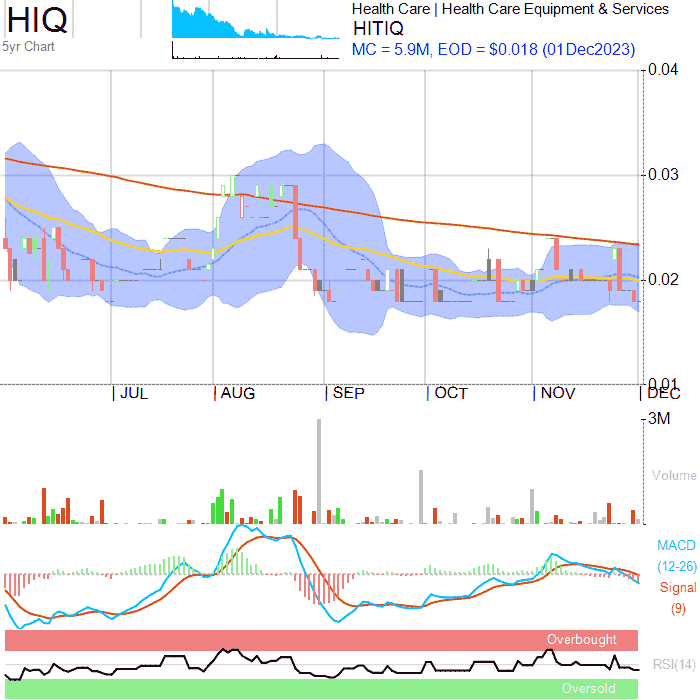 HIQ
5yr Chart
Health Care | Health Care Equipment & Services
HITIQ
MC = 5.9M, EOD = $0.018 (01Dec2023)
0.04
0.03
0.02
0.01
JUL
AUG
SEP
OCT
NOV
DEC
3M
Volume
MACD
(12-26)
Signal
(9)
Overbought
RSI(14)
Oversold